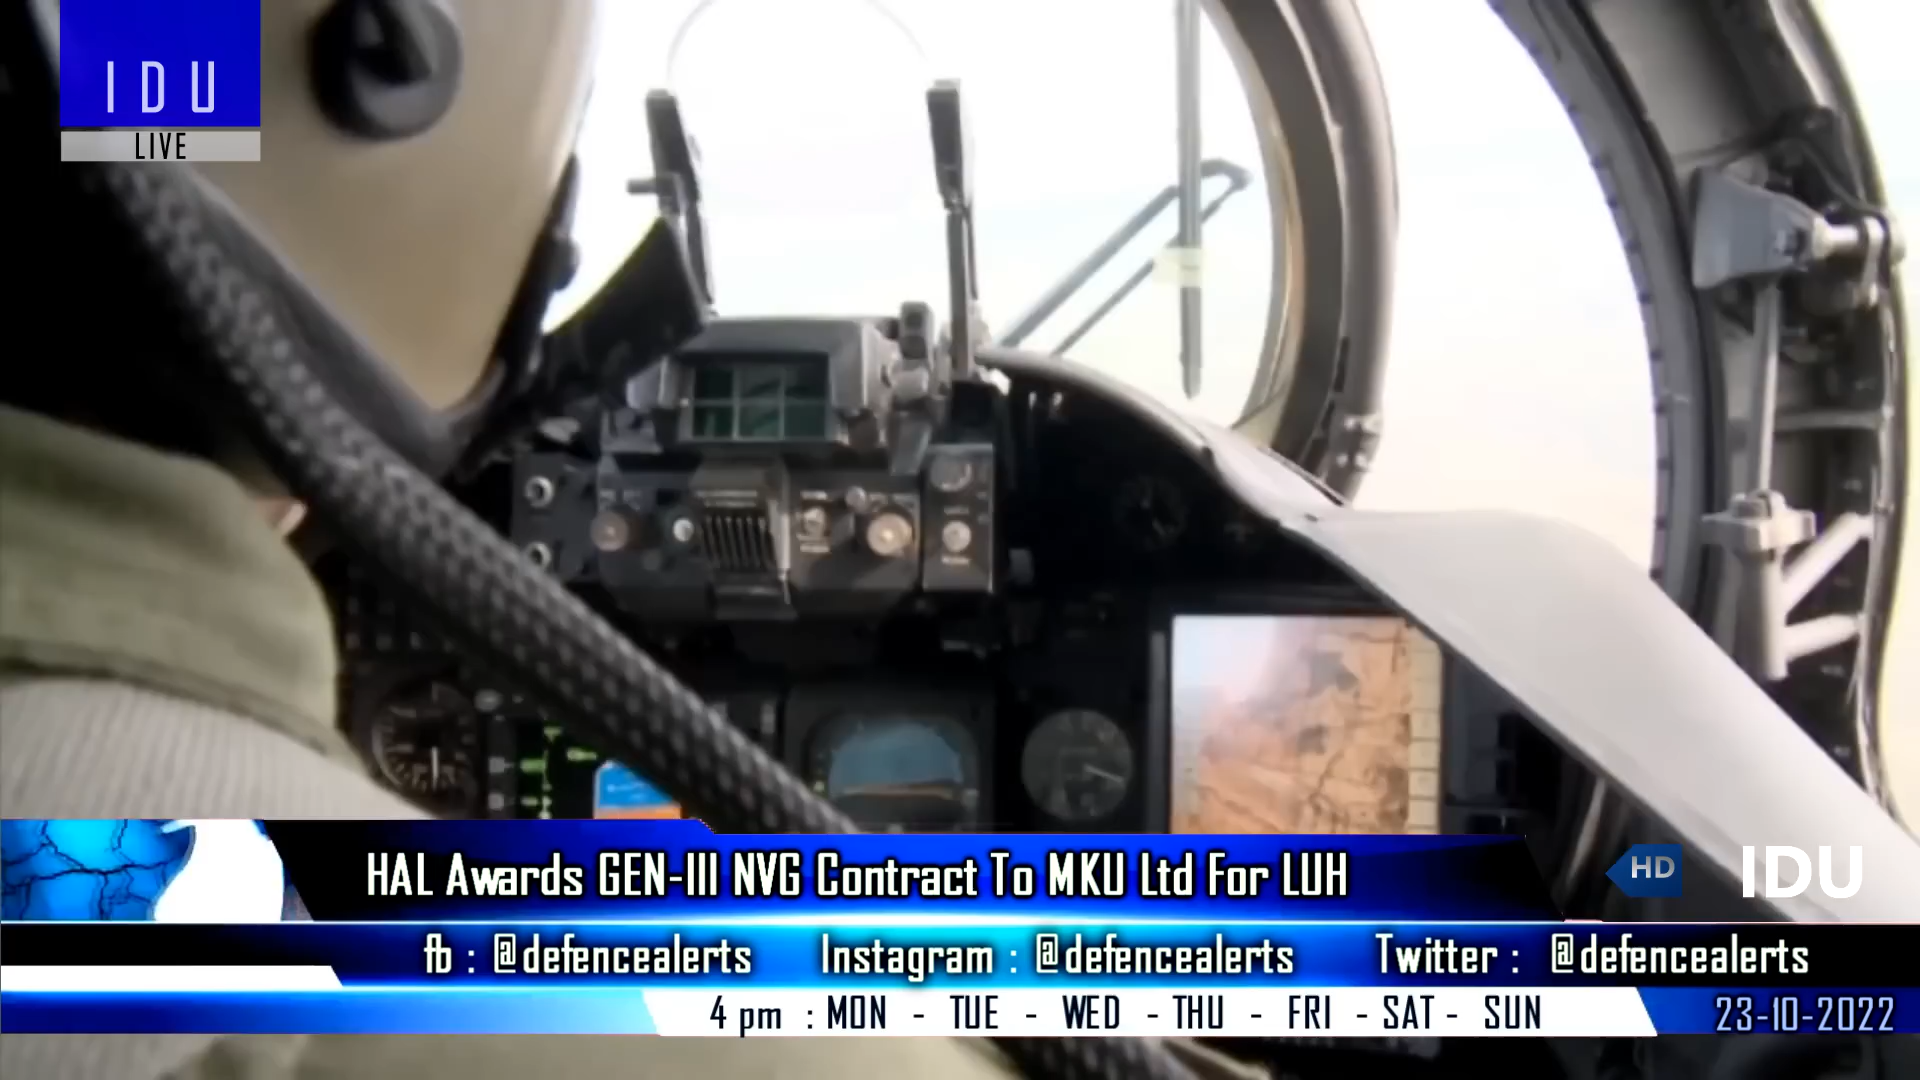 IDU
LIVE
HAL Awards GEN-III NVG Contract To MKU Ltd For LUH
HD
IDU
fb : @defencealerts Instagram : @defencealerts Twitter : @defencealerts
4 pm : MON - TUE - WED - THU - FRI - SAT - SUN
23-10-2022